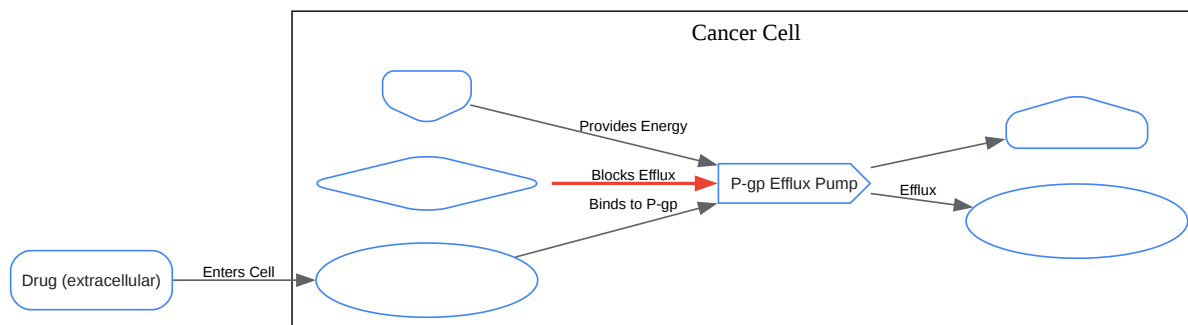 Cancer Cell
Provides Energy
Blocks Efflux
P-gp Efflux Pump
Efflux
Binds to P-gp
Drug (extracellular)
Enters Cell